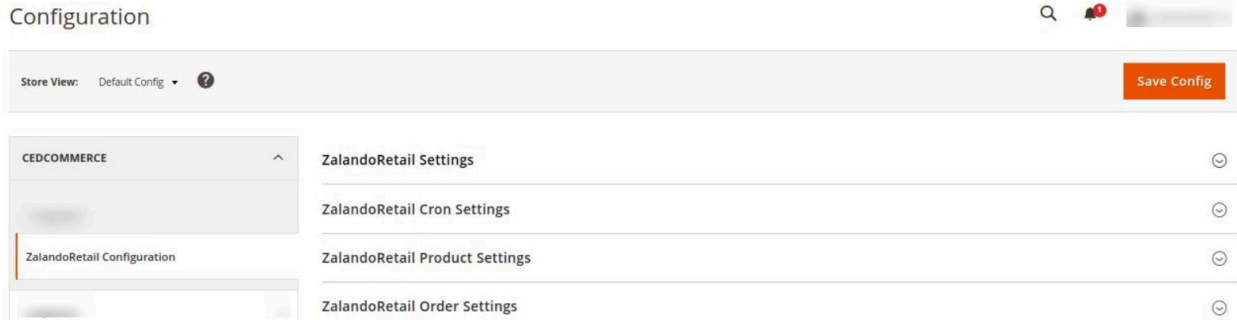 Configuration
1
Store View: Default Config ?
Save Config
CEDCOMMERCE
ZalandoRetail Configuration
ZalandoRetail Settings
ZalandoRetail Cron Settings
ZalandoRetail Product Settings
ZalandoRetail Order Settings